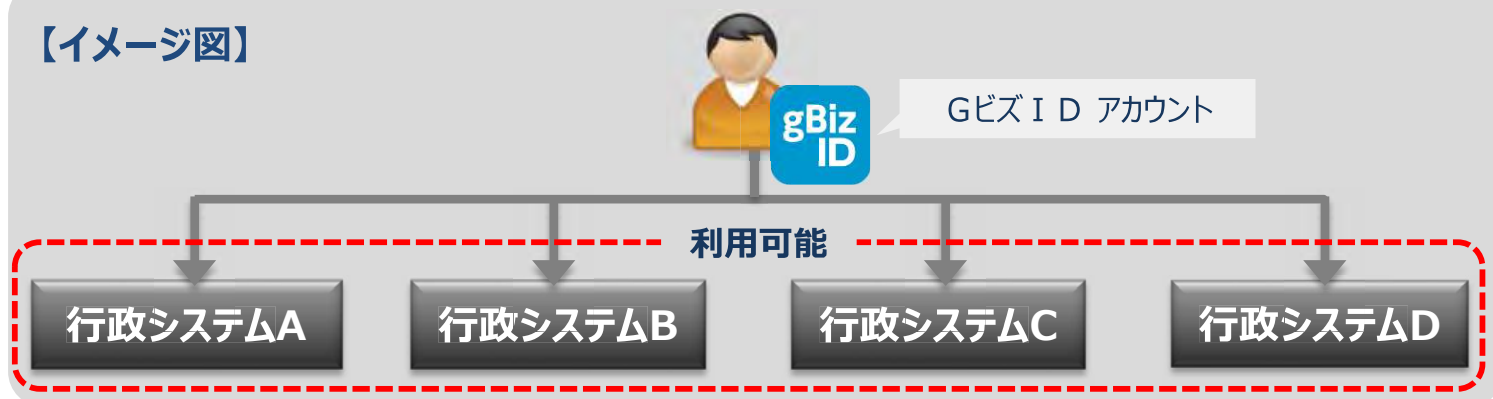 【イメージ図】
gBiz
ID
GビズＩＤ アカウント
利用可能
行政システムA
行政システムB
行政システムC
行政システムD